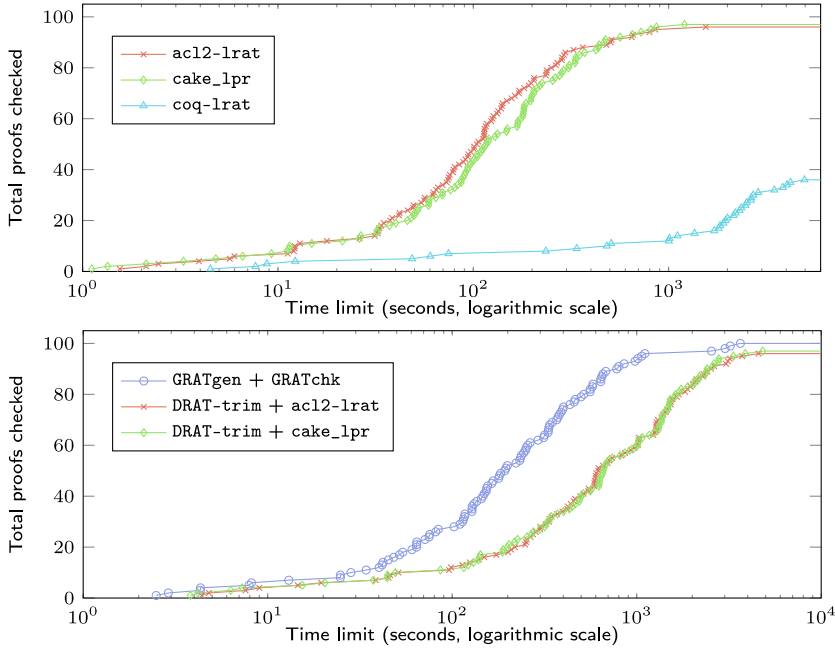 100
80
60
40
20
0
Total proofs checked
acl2-lrat
cake_lpr
coq-lrat
10^0
10^1
10^2
10^3
Time limit (seconds, logarithmic scale)
100
80
60
40
20
0
Total proofs checked
GRATgen + GRATchk
DRAT-trim + acl2-lrat
DRAT-trim + cake_lpr
10^0
10^1
10^2
10^3
10^4
Time limit (seconds, logarithmic scale)